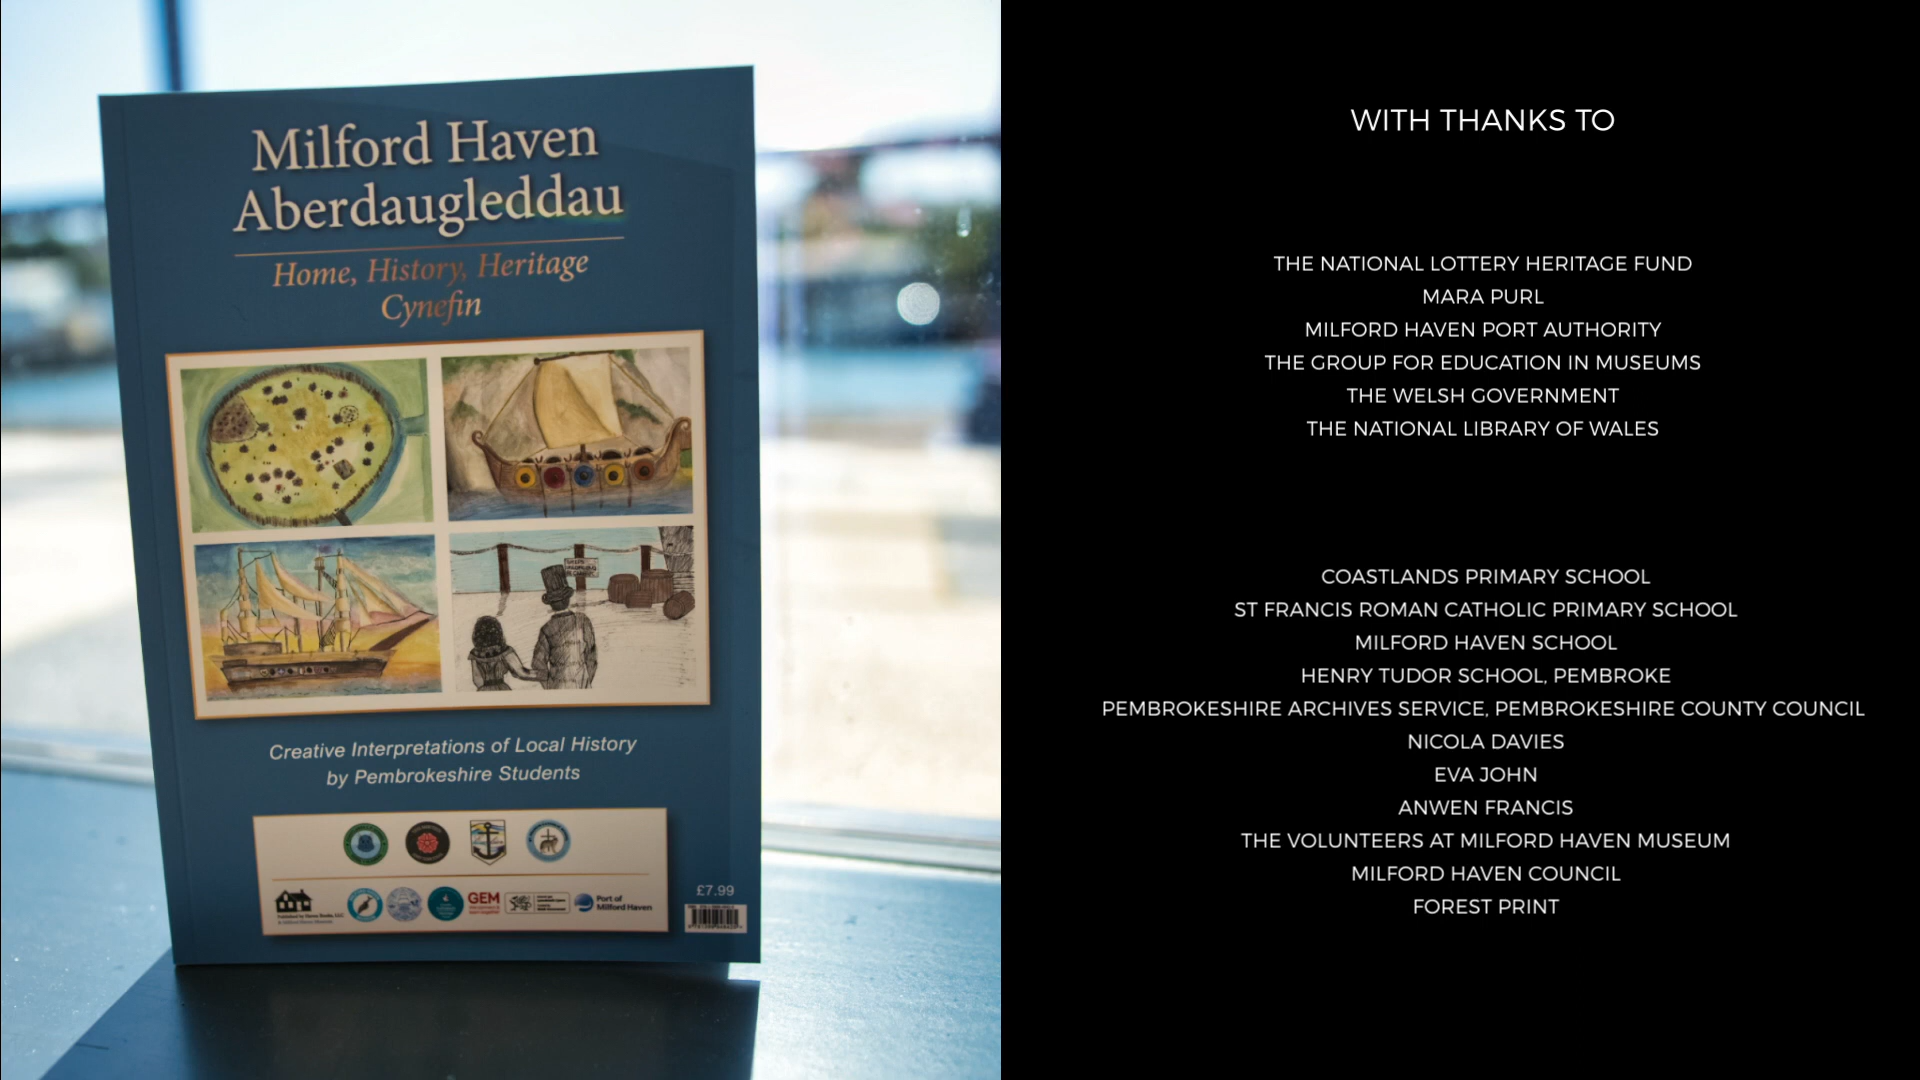 Milford Haven
Aberdaugleddau
Home, History, Heritage
Cynefin
Creative Interpretations of Local History
by Pembrokeshire Students
GEM
Port of
Milford Haven
£7.99
WITH THANKS TO
THE NATIONAL LOTTERY HERITAGE FUND
MARA PURL
MILFORD HAVEN PORT AUTHORITY
THE GROUP FOR EDUCATION IN MUSEUMS
THE WELSH GOVERNMENT
THE NATIONAL LIBRARY OF WALES
COASTLANDS PRIMARY SCHOOL
ST FRANCIS ROMAN CATHOLIC PRIMARY SCHOOL
MILFORD HAVEN SCHOOL
HENRY TUDOR SCHOOL, PEMBROKE
PEMBROKESHIRE ARCHIVES SERVICE, PEMBROKESHIRE COUNTY COUNCIL
NICOLA DAVIES
EVA JOHN
ANWEN FRANCIS
THE VOLUNTEERS AT MILFORD HAVEN MUSEUM
MILFORD HAVEN COUNCIL
FOREST PRINT